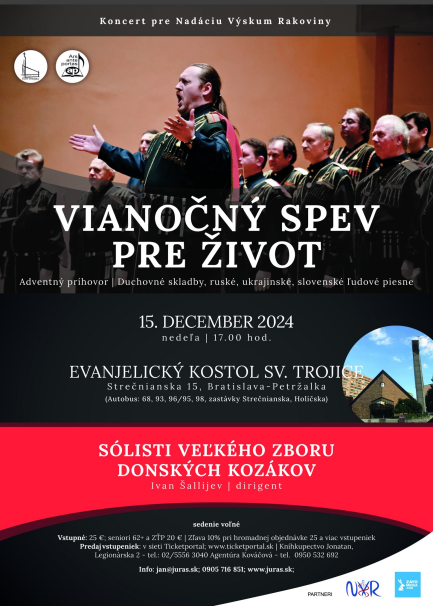 Koncert pre Nadáciu Výskum Rakoviny
VIANOČNÝ SPEV
PRE ŽIVOT
Adventný príhovor | Duchovné skladby, ruské, ukrajinské, slovenské ľudové piesne
15. DECEMBER 2024
nedeľa | 17.00 hod.
EVANJELICKÝ KOSTOL SV. TROJICE
Strečnianska 15, Bratislava-Petržalka
(Autobus: 68, 93, 96/95, 98, zastávky Strečnianska, Holíčska)
SÓLISTI VEĽKÉHO ZBORU
DONSKÝCH KOZÁKOV
Ivan Šallijev | dirigent
sedenie voľné
Vstupné: 25 €; seniori 62+ a ZŤP 20 € | Zľava 10% pri hromadnej objednávke 25 a viac vstupeniek
Predaj vstupeniek: v sieti Ticketportal; www.ticketportal.sk | Kníhkupectvo Jonatan,
Legionárska 2 - tel.: 02/5556 3040 Agentúra Kováčová - tel. 0950 532 692
Info: jan@juras.sk; 0905 716 851; www.juras.sk;
PARTNERI